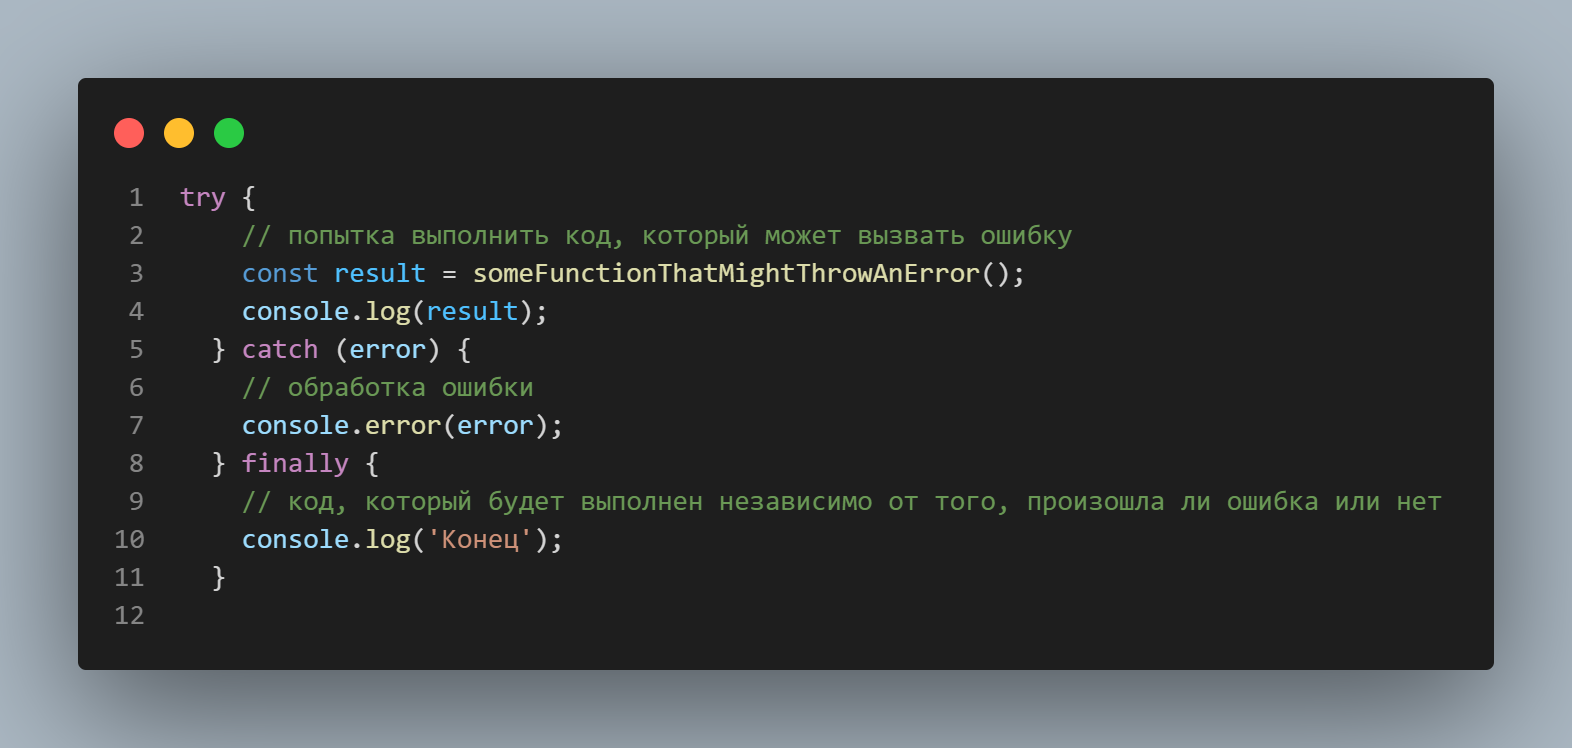 1 try {
2 // попытка выполнить код, который может вызвать ошибку
3 const result = someFunctionThatMightThrowAnError();
4 console.log(result);
5 } catch (error) {
6 // обработка ошибки
7 console.error(error);
8 } finally {
9 // код, который будет выполнен независимо от того, произошла ли ошибка или нет
10 console.log('Конец');
11 }
12